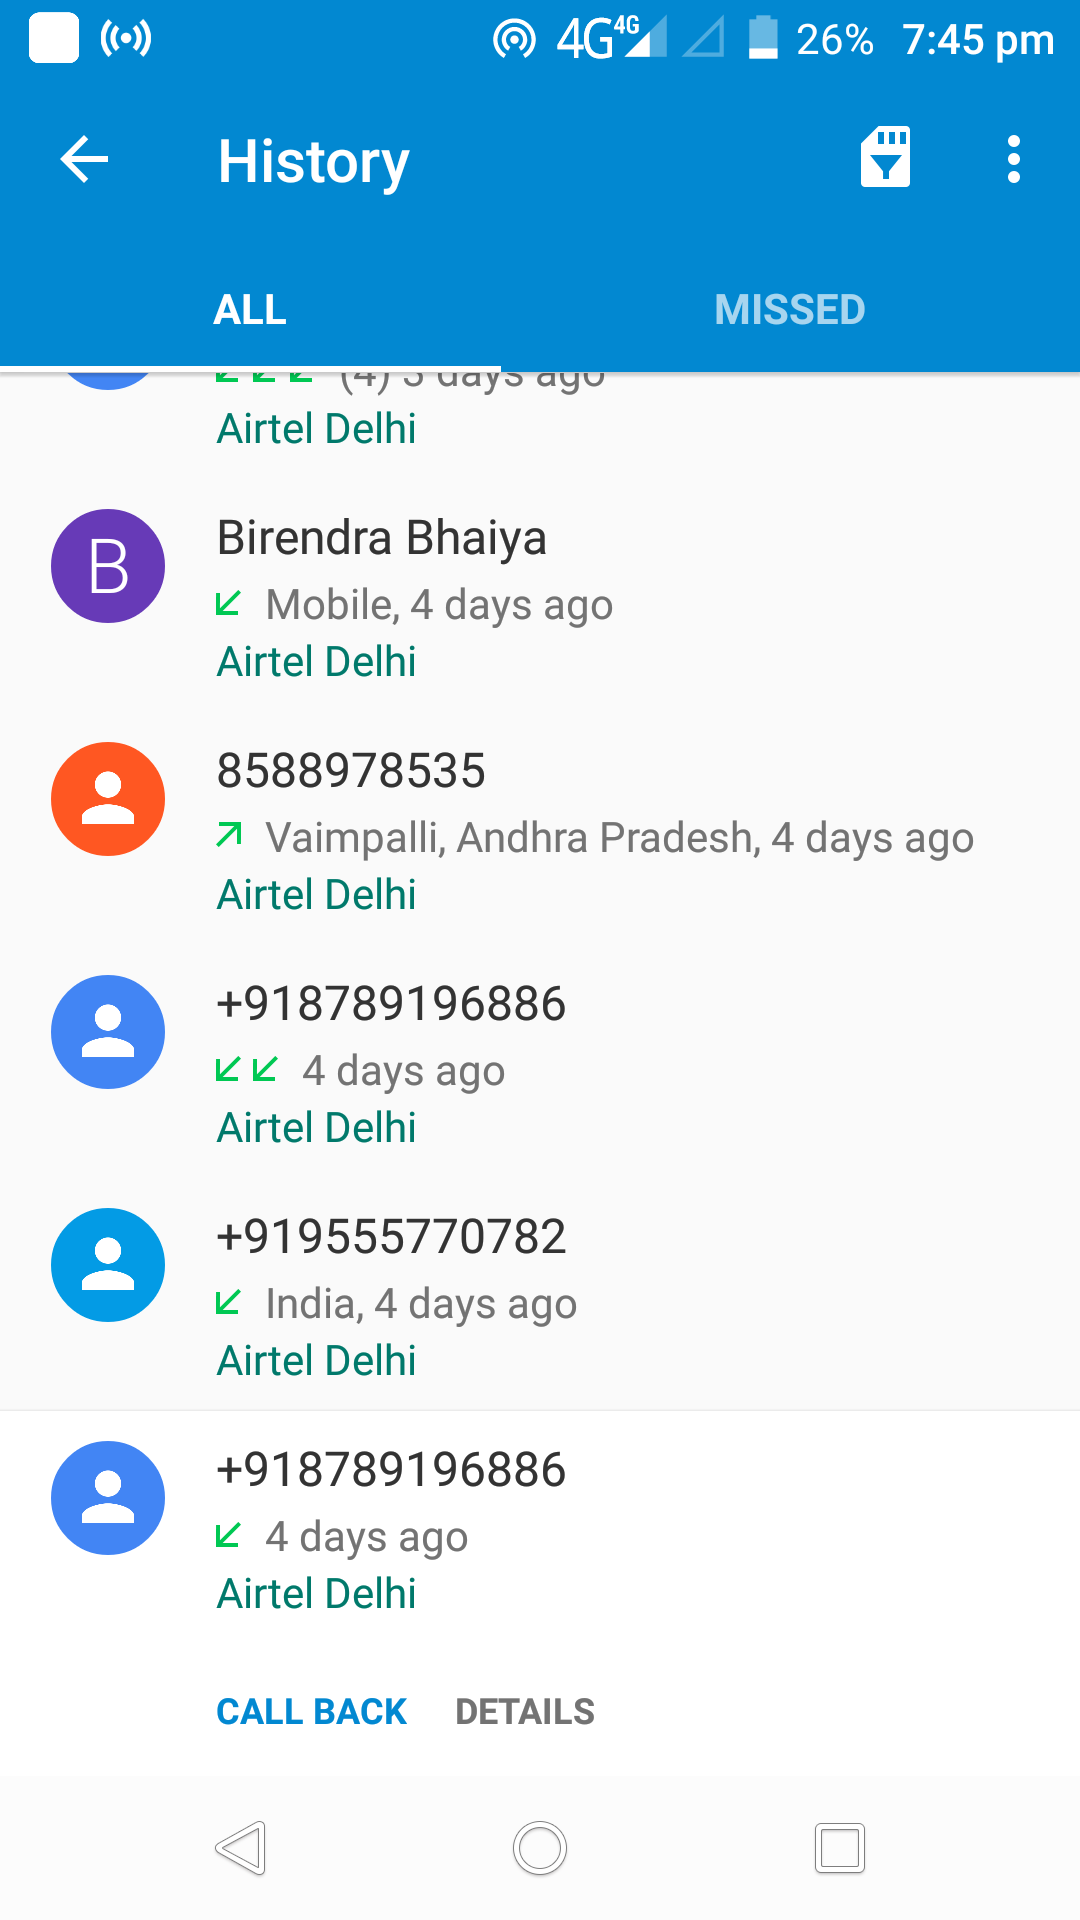 4G 4G 26% 7:45 pm
History
ALL MISSED
(4) 3 days ago
Airtel Delhi
B
Birendra Bhaiya
Mobile, 4 days ago
Airtel Delhi
8588978535
Vaimpalli, Andhra Pradesh, 4 days ago
Airtel Delhi
+918789196886
4 days ago
Airtel Delhi
+919555770782
India, 4 days ago
Airtel Delhi
+918789196886
4 days ago
Airtel Delhi
CALL BACK DETAILS